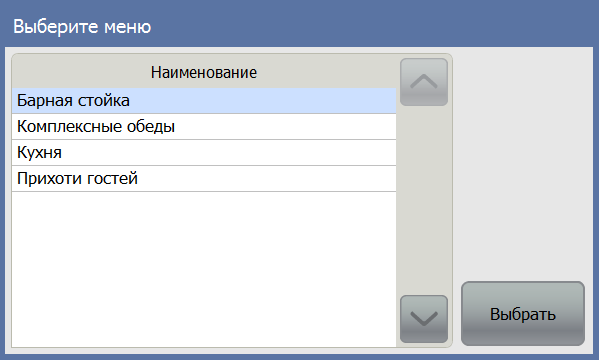 Выберите меню
Наименование
Барная стойка
Комплексные обеды
Кухня
Прихоти гостей
Выбрать